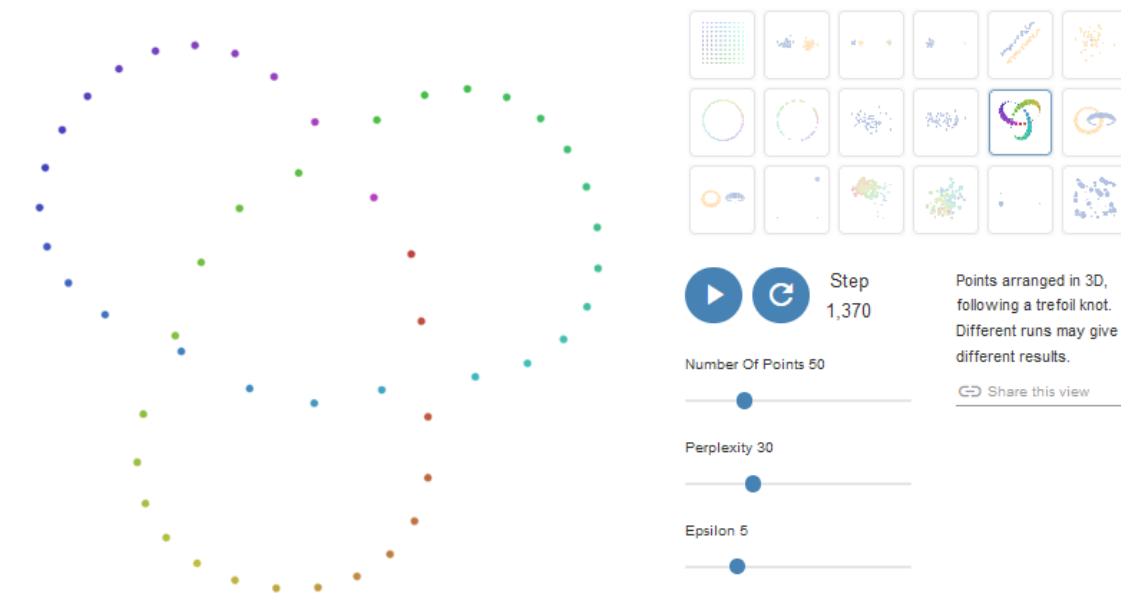 Step
1,370
Points arranged in 3D,
following a trefoil knot.
Different runs may give
different results.
Share this view
Number Of Points 50
Perplexity 30
Epsilon 5